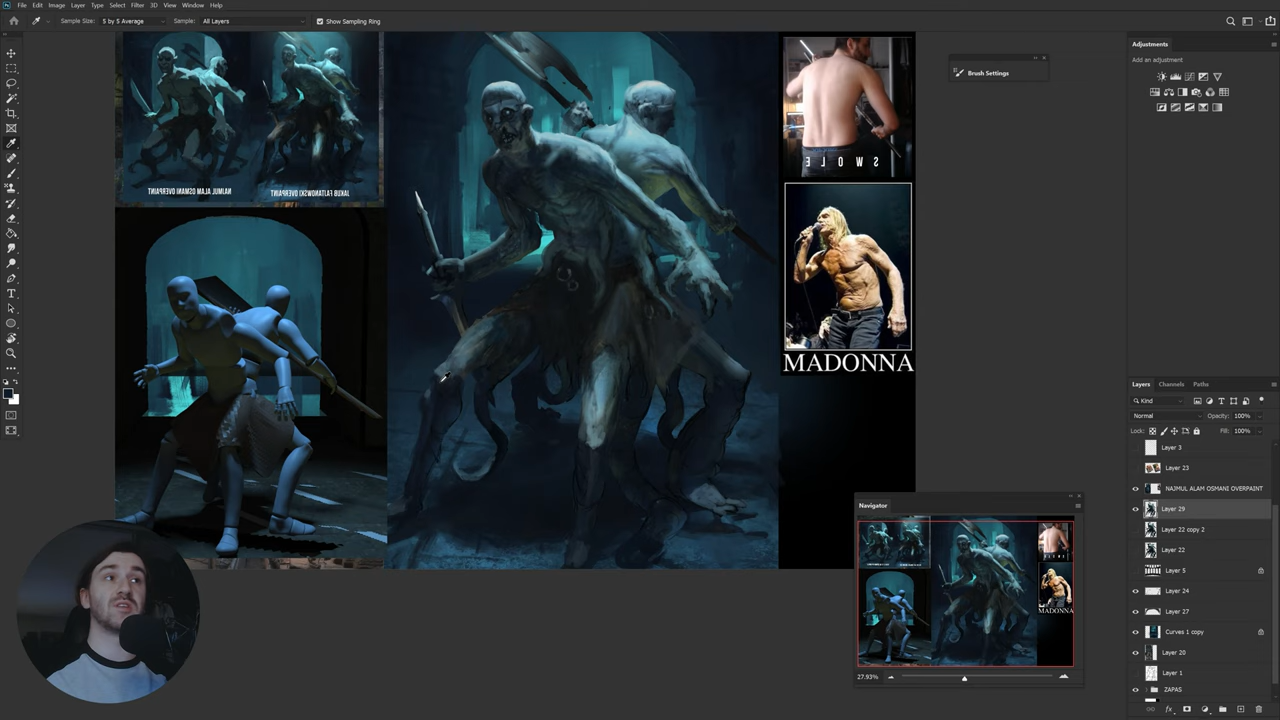 File Edit Image Layer Type Select Filter 3D View Window Help
Sample Size: 5 by 5 Average Sample: All Layers Show Sampling Ring
NAJMUL ALAM OSMANI OVERPAINT
JAKUB FAJTANOWSKI OVERPAINT
SWOLE
MADONNA
Brush Settings
Adjustments
Add an adjustment
Layers Channels Paths
Kind
Normal Opacity: 100%
Lock: Fill: 100%
Layer 3
Layer 23
NAJMUL ALAM OSMANI OVERPAINT
Layer 29
Layer 22 copy 2
Layer 22
Layer 5
Layer 24
Layer 27
Curves 1 copy
Layer 20
Layer 1
ZAPAS
Navigator
MADONNA
27.93%